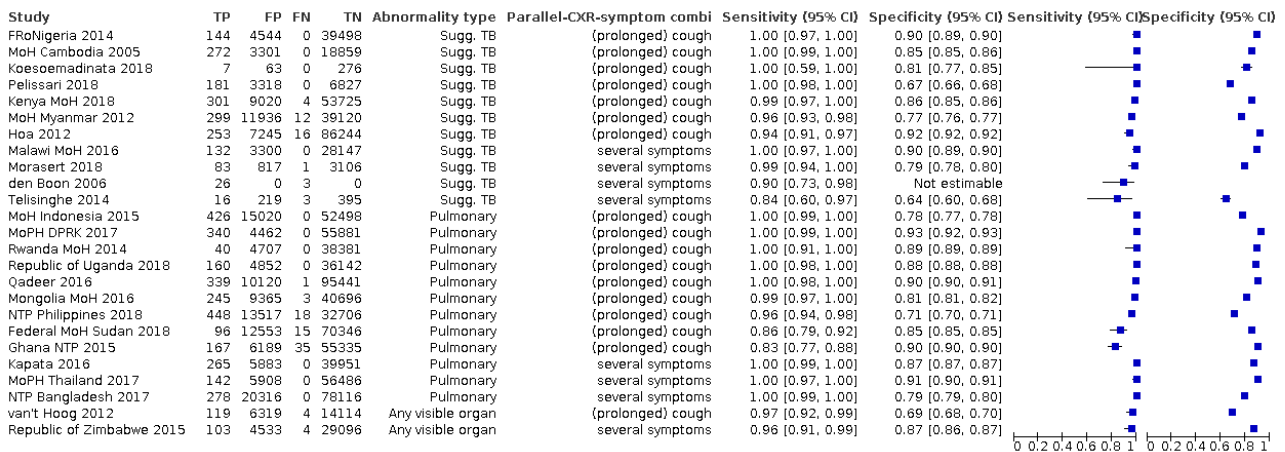 Study TP FP FN TN Abnormality type Parallel-CXR-symptom combi Sensitivity (95% CI) Specificity (95% CI) Sensitivity (95% CI) Specificity (95% CI)
FRoNigeria 2014 144 4544 0 39498 Sugg. TB (prolonged) cough 1.00 [0.97, 1.00] 0.90 [0.89, 0.90]
MoH Cambodia 2005 272 3301 0 18859 Sugg. TB (prolonged) cough 1.00 [0.99, 1.00] 0.85 [0.85, 0.86]
Koesoemadinata 2018 7 63 0 276 Sugg. TB (prolonged) cough 1.00 [0.59, 1.00] 0.81 [0.77, 0.85]
Pelissari 2018 181 3318 0 6827 Sugg. TB (prolonged) cough 1.00 [0.98, 1.00] 0.67 [0.66, 0.68]
Kenya MoH 2018 301 9020 4 53725 Sugg. TB (prolonged) cough 0.99 [0.97, 1.00] 0.86 [0.85, 0.86]
MoH Myanmar 2012 299 11936 12 39120 Sugg. TB (prolonged) cough 0.96 [0.93, 0.98] 0.77 [0.76, 0.77]
Hoa 2012 253 7245 16 86244 Sugg. TB (prolonged) cough 0.94 [0.91, 0.97] 0.92 [0.92, 0.92]
Malawi MoH 2016 132 3300 0 28147 Sugg. TB several symptoms 1.00 [0.97, 1.00] 0.90 [0.89, 0.90]
Morasert 2018 83 817 1 3106 Sugg. TB several symptoms 0.99 [0.94, 1.00] 0.79 [0.78, 0.80]
den Boon 2006 26 0 3 0 Sugg. TB several symptoms 0.90 [0.73, 0.98] Not estimable
Telisinghe 2014 16 219 3 395 Sugg. TB several symptoms 0.84 [0.60, 0.97] 0.64 [0.60, 0.68]
MoH Indonesia 2015 426 15020 0 52498 Pulmonary (prolonged) cough 1.00 [0.99, 1.00] 0.78 [0.77, 0.78]
MoPH DPRK 2017 340 4462 0 55881 Pulmonary (prolonged) cough 1.00 [0.99, 1.00] 0.93 [0.92, 0.93]
Rwanda MoH 2014 40 4707 0 38381 Pulmonary (prolonged) cough 1.00 [0.91, 1.00] 0.89 [0.89, 0.89]
Republic of Uganda 2018 160 4852 0 36142 Pulmonary (prolonged) cough 1.00 [0.98, 1.00] 0.88 [0.88, 0.88]
Qadeer 2016 339 10120 1 95441 Pulmonary (prolonged) cough 1.00 [0.98, 1.00] 0.90 [0.90, 0.91]
Mongolia MoH 2016 245 9365 3 40696 Pulmonary (prolonged) cough 0.99 [0.97, 1.00] 0.81 [0.81, 0.82]
NTP Philippines 2018 448 13517 18 32706 Pulmonary (prolonged) cough 0.96 [0.94, 0.98] 0.71 [0.70, 0.71]
Federal MoH Sudan 2018 96 12553 15 70346 Pulmonary (prolonged) cough 0.86 [0.79, 0.92] 0.85 [0.85, 0.85]
Ghana NTP 2015 167 6189 35 55335 Pulmonary (prolonged) cough 0.83 [0.77, 0.88] 0.90 [0.90, 0.90]
Kapata 2016 265 5883 0 39951 Pulmonary several symptoms 1.00 [0.99, 1.00] 0.87 [0.87, 0.87]
MoPH Thailand 2017 142 5908 0 56486 Pulmonary several symptoms 1.00 [0.97, 1.00] 0.91 [0.90, 0.91]
NTP Bangladesh 2017 278 20316 0 78116 Pulmonary several symptoms 1.00 [0.99, 1.00] 0.79 [0.79, 0.80]
van't Hoog 2012 119 6319 4 14114 Any visible organ (prolonged) cough 0.97 [0.92, 0.99] 0.69 [0.68, 0.70]
Republic of Zimbabwe 2015 103 4533 4 29096 Any visible organ several symptoms 0.96 [0.91, 0.99] 0.87 [0.86, 0.87]
0 0.2 0.4 0.6 0.8 1 0 0.2 0.4 0.6 0.8 1